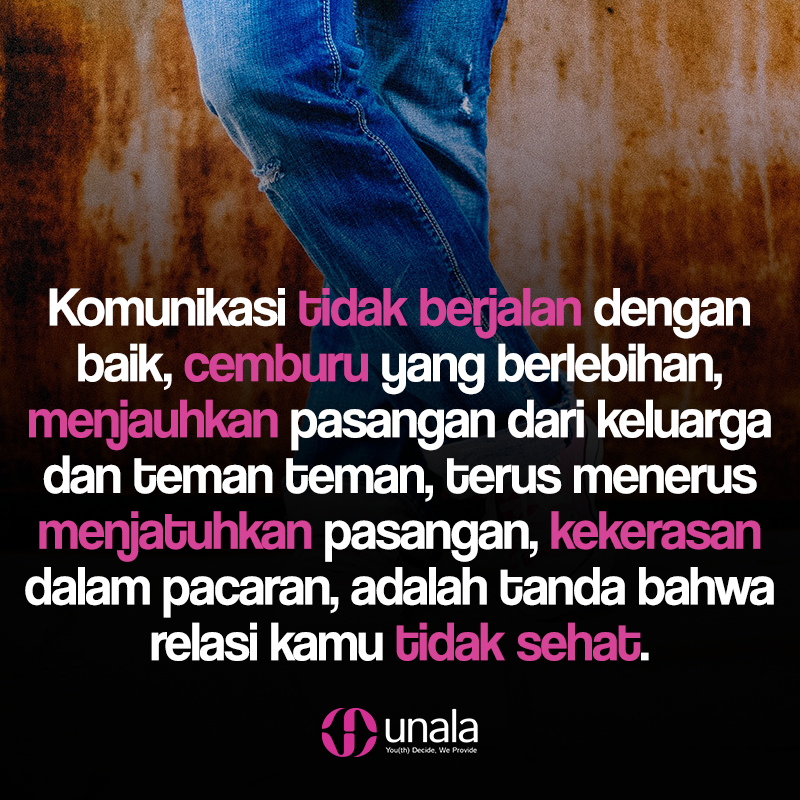 Komunikasi tidak berjalan dengan
baik, cemburu yang berlebihan,
menjauhkan pasangan dari keluarga
dan teman teman, terus menerus
menjatuhkan pasangan, kekerasan
dalam pacaran, adalah tanda bahwa
relasi kamu tidak sehat.
unala
You(th) Decide, We Provide